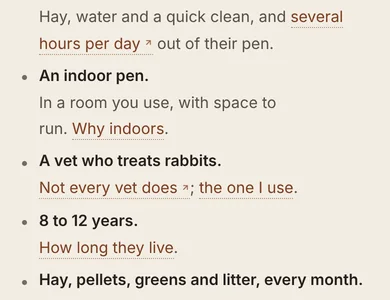 Hay, water and a quick clean, and several
hours per day ↗ out of their pen.
• An indoor pen.
In a room you use, with space to
run. Why indoors.
• A vet who treats rabbits.
Not every vet does ↗; the one I use.
• 8 to 12 years.
How long they live.
• Hay, pellets, greens and litter, every month.